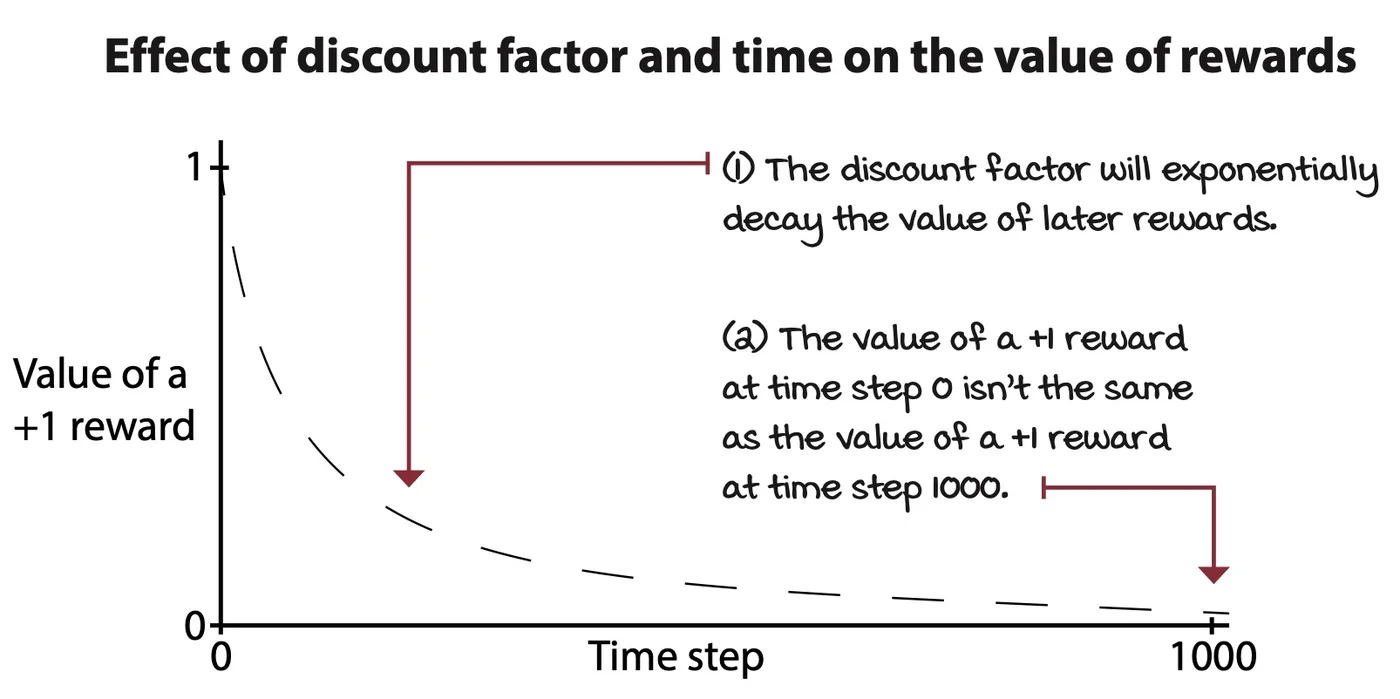 Effect of discount factor and time on the value of rewards
1
(1) The discount factor will exponentially
decay the value of later rewards.
(2) The value of a +1 reward
at time step 0 isn't the same
as the value of a +1 reward
at time step 1000.
Value of a
+1 reward
0
0
Time step
1000